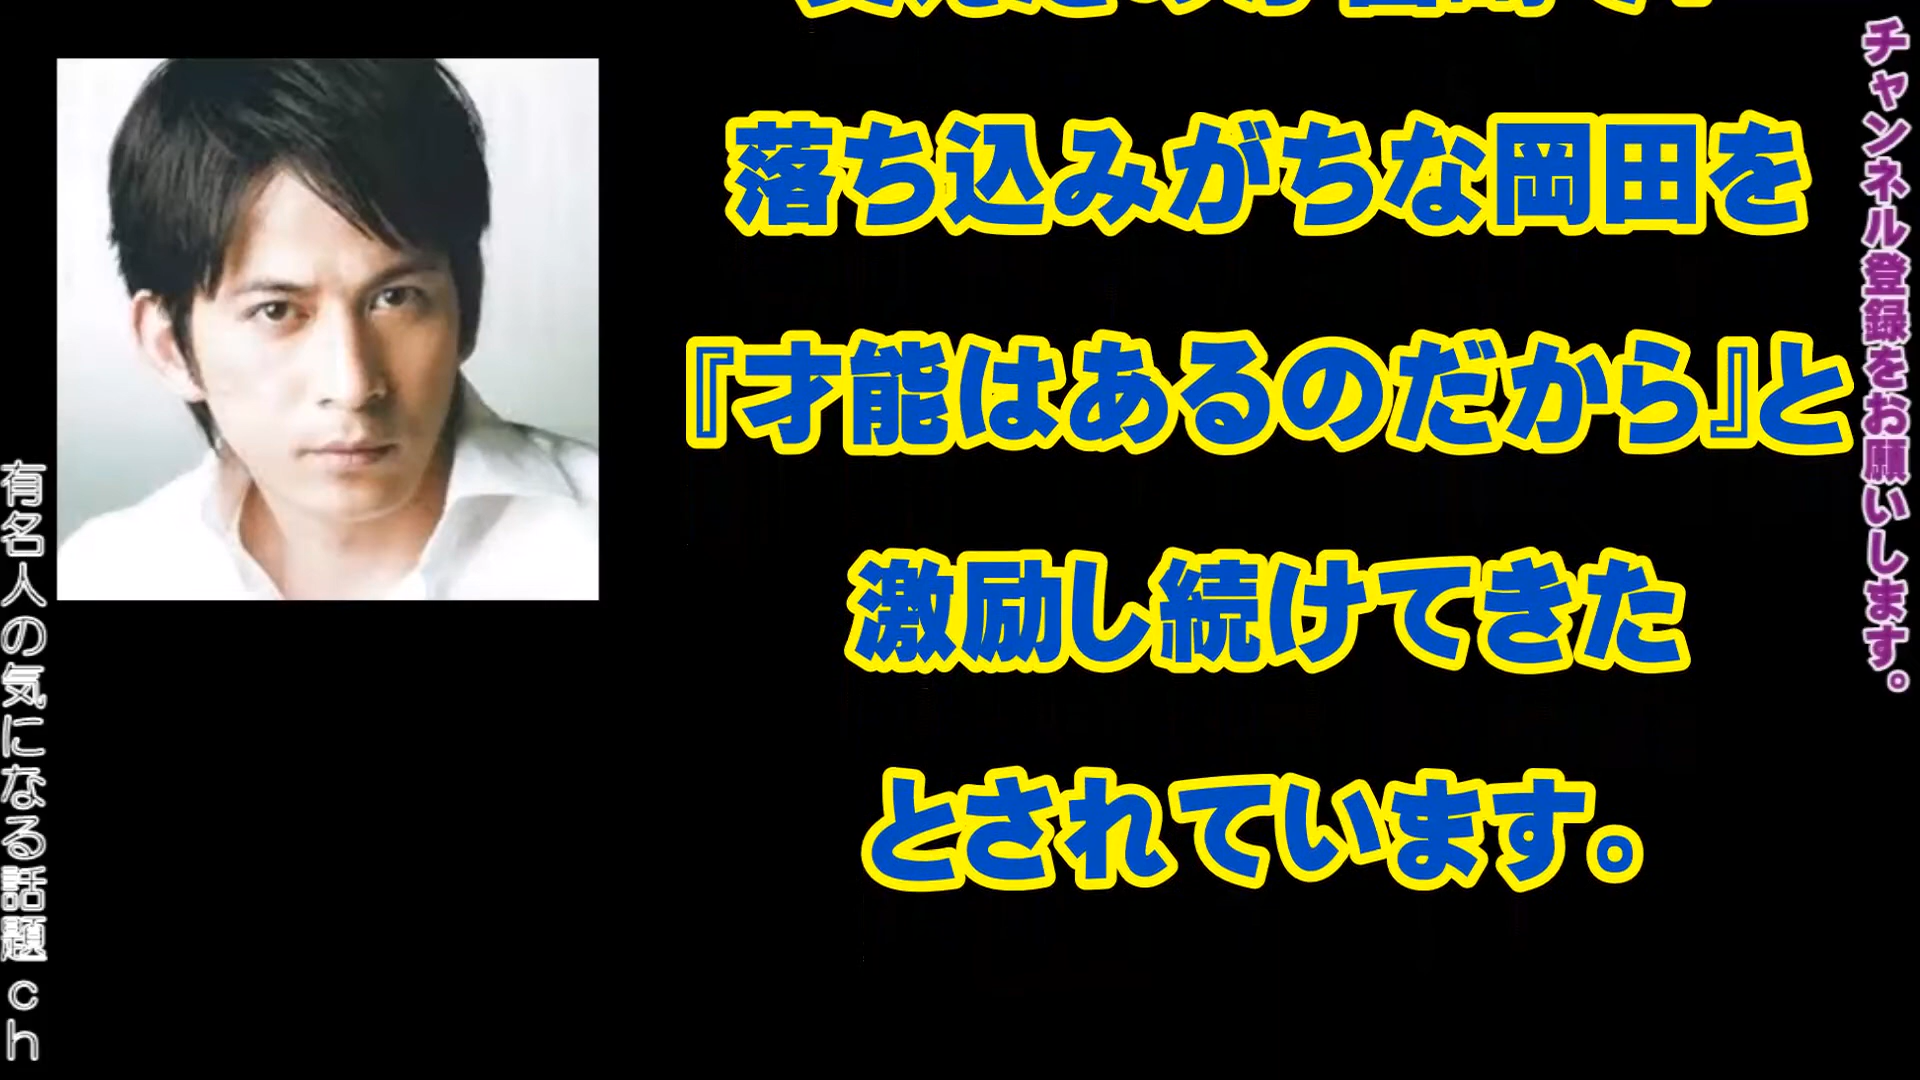 落ち込みがちな岡田を
『才能はあるのだから』と
激励し続けてきた
とされています。
チャンネル登録をお願いします。
有名人の気になる話題ch